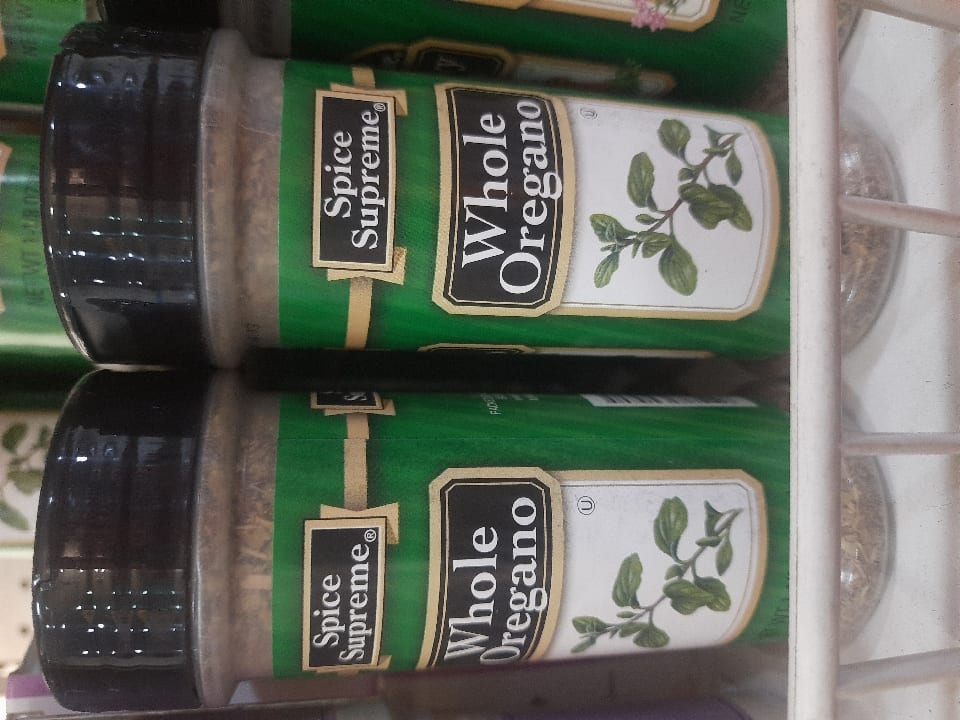 Spice
Supreme®
Whole
Oregano
Ⓤ
Spice
Supreme®
Whole
Oregano
Ⓤ